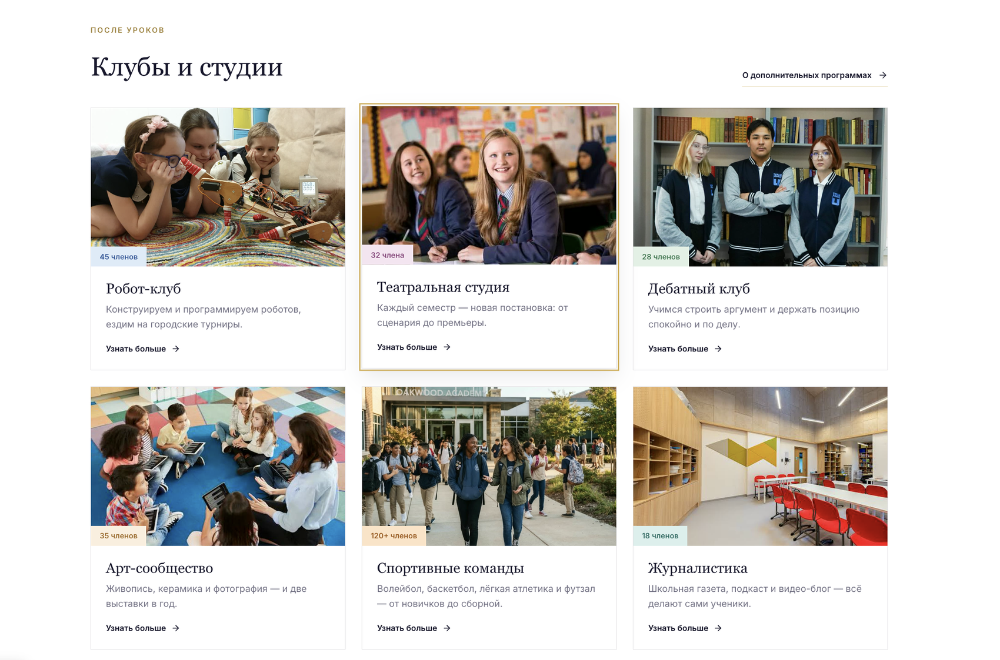 ПОСЛЕ УРОКОВ
Клубы и студии
О дополнительных программах
45 членов
Робот-клуб
Конструируем и программируем роботов,
ездим на городские турниры.
Узнать больше
32 члена
Театральная студия
Каждый семестр — новая постановка: от
сценария до премьеры.
Узнать больше
28 членов
Дебатный клуб
Учимся строить аргумент и держать позицию
спокойно и по делу.
Узнать больше
35 членов
Арт-сообщество
Живопись, керамика и фотография — и две
выставки в год.
Узнать больше
OAKWOOD ACADEMY
120+ членов
Спортивные команды
Волейбол, баскетбол, лёгкая атлетика и футзал
— от новичков до сборной.
Узнать больше
18 членов
Журналистика
Школьная газета, подкаст и видео-блог — всё
делают сами ученики.
Узнать больше